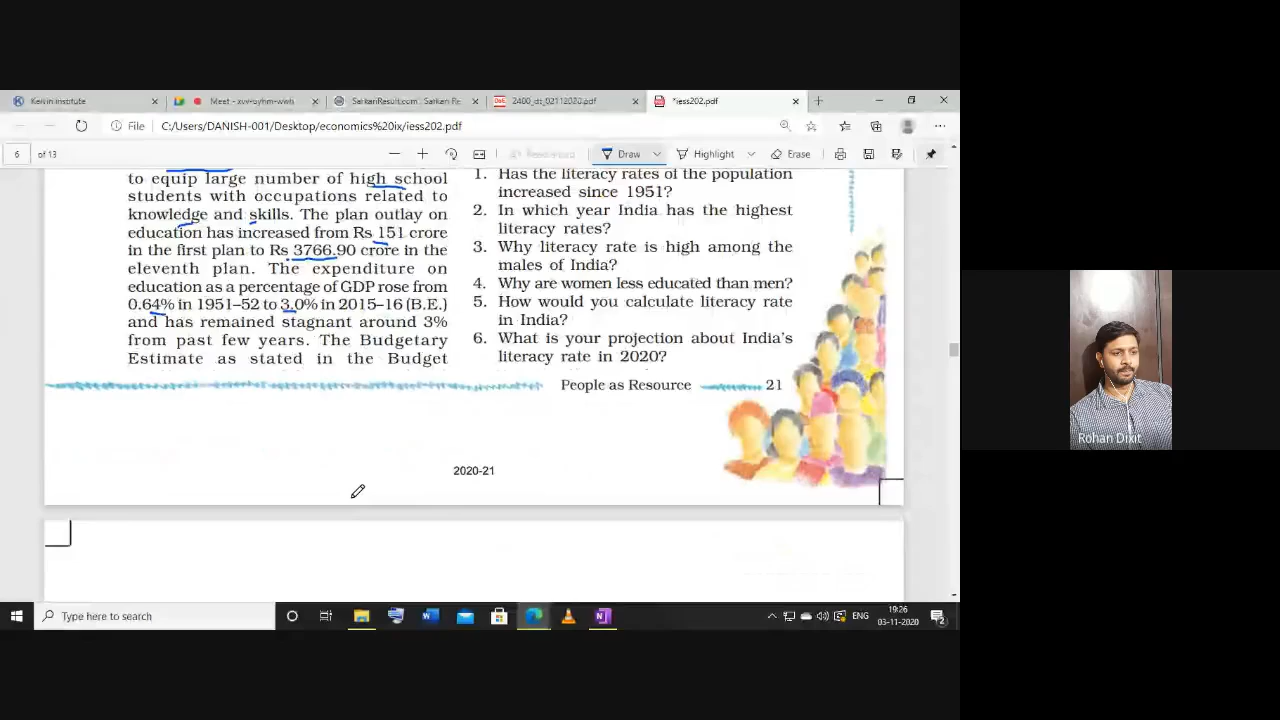 Kelvin Institute
Meet - xvv-oyhm-wwh
SarkariResult.com : Sarkari Re
2400_dt_02112020.pdf
*iess202.pdf
File
C:/Users/DANISH-001/Desktop/economics%20ix/iess202.pdf
6 of 13
Draw
Highlight
Erase
to equip large number of high school
students with occupations related to
knowledge and skills. The plan outlay on
education has increased from Rs 151 crore
in the first plan to Rs 3766.90 crore in the
eleventh plan. The expenditure on
education as a percentage of GDP rose from
0.64% in 1951–52 to 3.0% in 2015–16 (B.E.)
and has remained stagnant around 3%
from past few years. The Budgetary
Estimate as stated in the Budget
1. Has the literacy rates of the population
increased since 1951?
2. In which year India has the highest
literacy rates?
3. Why literacy rate is high among the
males of India?
4. Why are women less educated than men?
5. How would you calculate literacy rate
in India?
6. What is your projection about India's
literacy rate in 2020?
People as Resource 21
2020-21
Rohan Dixit
Type here to search
ENG
19:26
03-11-2020
2